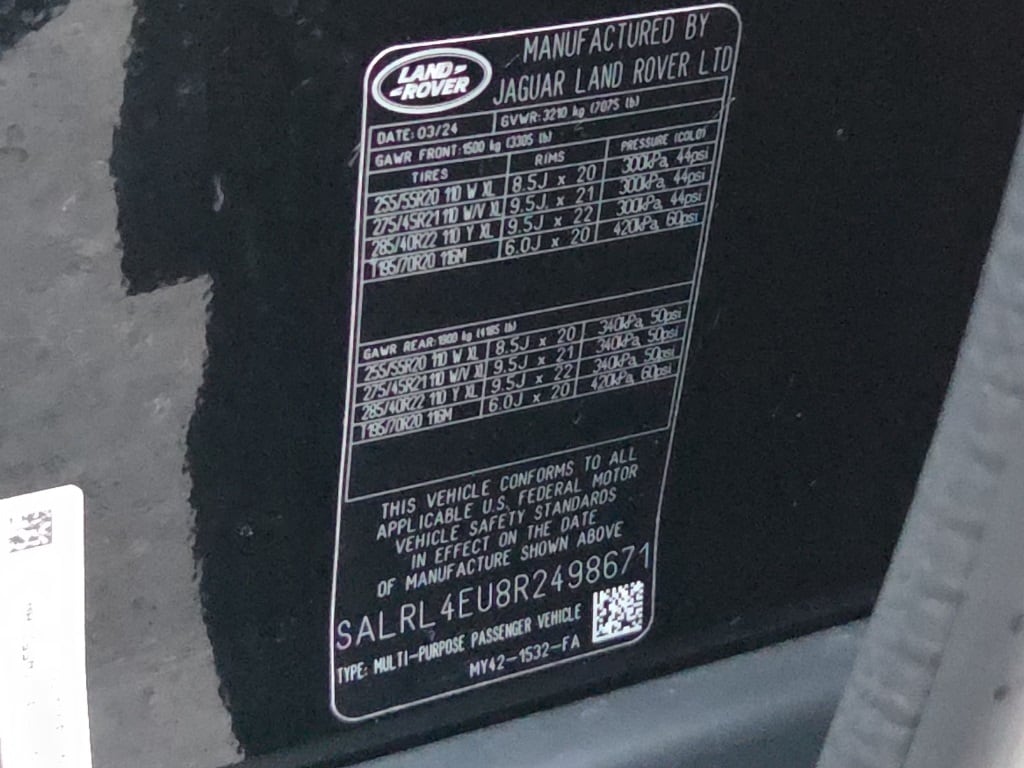 LAND-
-ROVER
MANUFACTURED BY
JAGUAR LAND ROVER LTD
DATE: 03/24 GVWR: 3210 kg (7075 lb)
GAWR FRONT: 1500 kg (3305 lb)
TIRES RIMS PRESSURE (COLD)
255/55R20 110 W XL 8.5J x 20 300kPa, 44psi
275/45R21 110 W/V XL 9.5J x 21 300kPa, 44psi
285/40R22 110 Y XL 9.5J x 22 300kPa, 44psi
T195/70R20 116M 6.0J x 20 420kPa, 60psi
GAWR REAR: 1900 kg (4185 lb)
255/55R20 110 W XL 8.5J x 20 340kPa, 50psi
275/45R21 110 W/V XL 9.5J x 21 340kPa, 50psi
285/40R22 110 Y XL 9.5J x 22 340kPa, 50psi
T195/70R20 116M 6.0J x 20 420kPa, 60psi
THIS VEHICLE CONFORMS TO ALL
APPLICABLE U.S. FEDERAL MOTOR
VEHICLE SAFETY STANDARDS
IN EFFECT ON THE DATE
OF MANUFACTURE SHOWN ABOVE
SALRL4EU8R2498671
TYPE: MULTI-PURPOSE PASSENGER VEHICLE
MY42-1532-FA